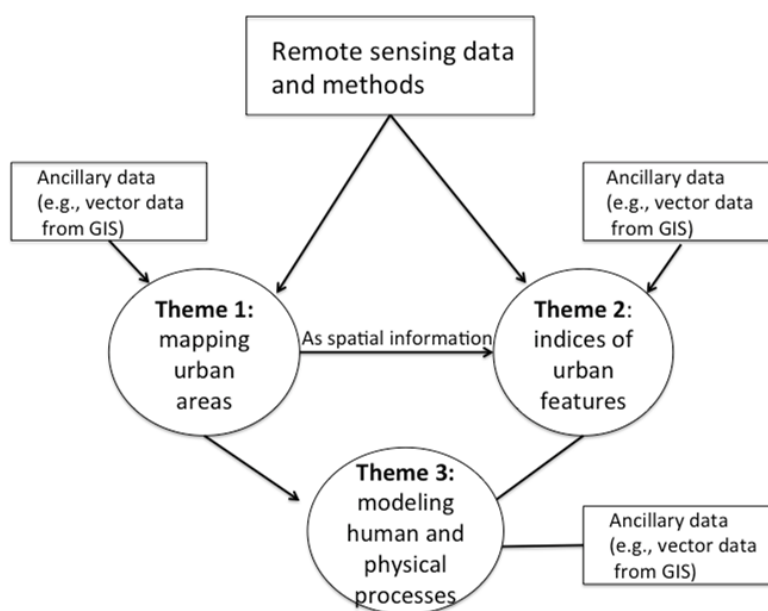 Remote sensing data
and methods
Ancillary data
(e.g., vector data
from GIS)
Ancillary data
(e.g., vector data
from GIS)
Theme 1:
mapping
urban
areas
As spatial information
Theme 2:
indices of
urban
features
Theme 3:
modeling
human and
physical
processes
Ancillary data
(e.g., vector data
from GIS)